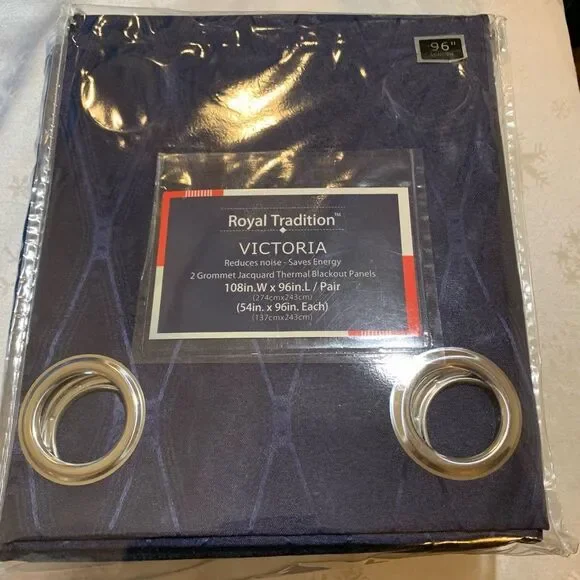 96"
Royal Tradition™
VICTORIA
Reduces noise - Saves Energy
2 Grommet Jacquard Thermal Blackout Panels
108in.W x 96in.L / Pair
(274cmx243cm)
(54in. x 96in. Each)
(137cmx243cm)